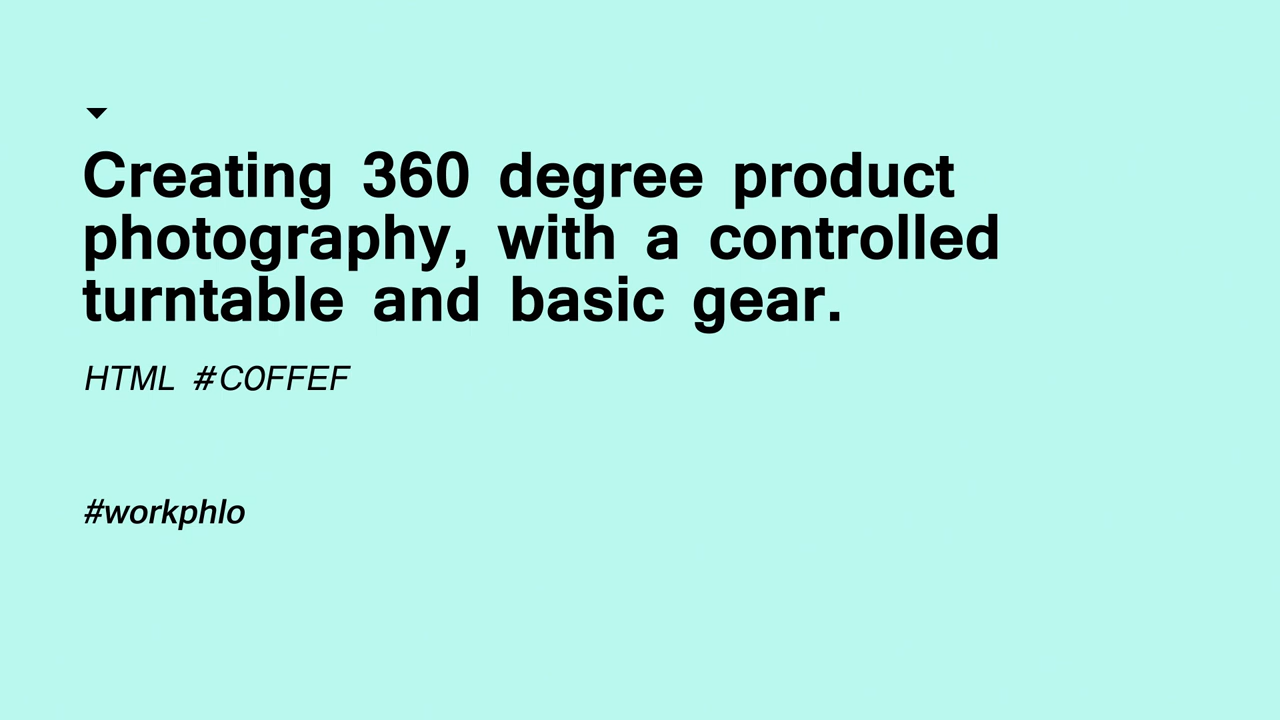 Creating 360 degree product
photography, with a controlled
turntable and basic gear.
HTML #C0FFEF
#workphlo